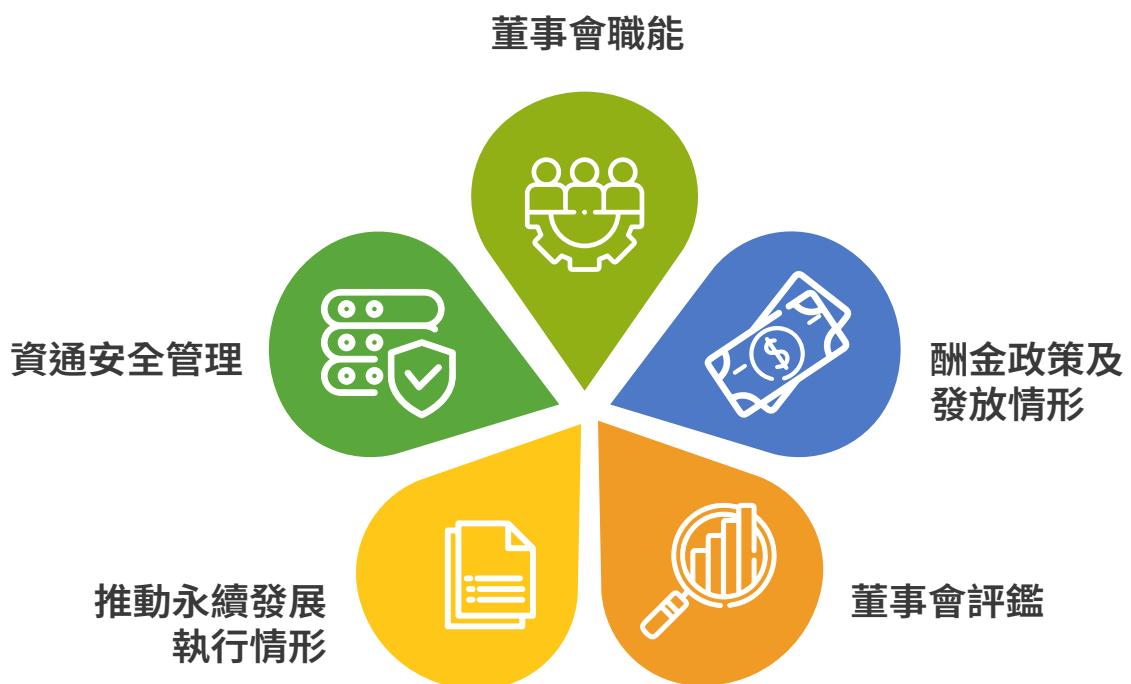 董事會職能
資通安全管理
酬金政策及
發放情形
推動永續發展
執行情形
董事會評鑑